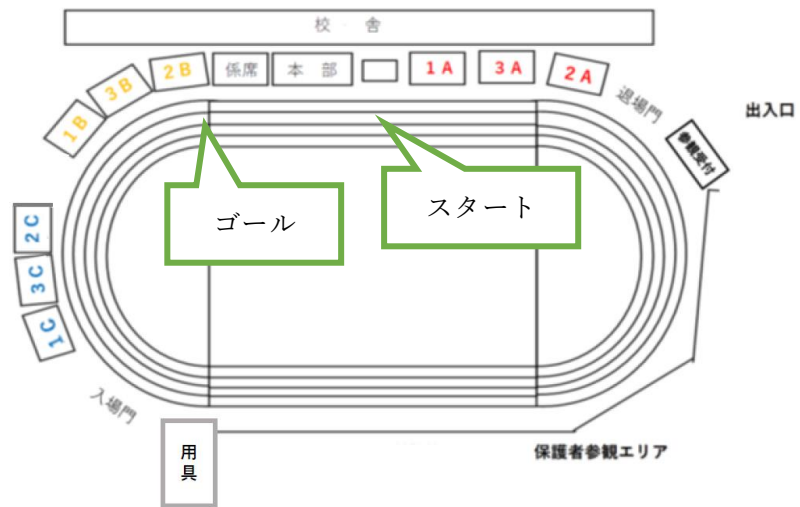 校 舎
1B
3B
2B
係席
本 部
1A
3A
2A
退場門
出入口
参観受付
ゴール
スタート
2C
3C
1C
入場門
用具
保護者参観エリア